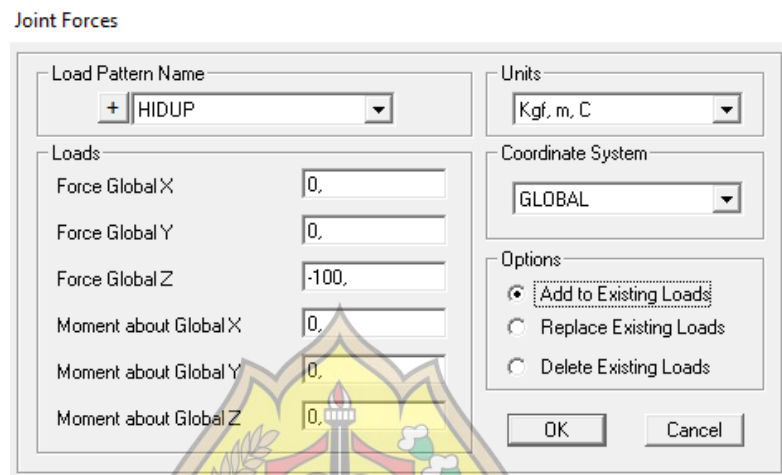 Joint Forces
Load Pattern Name
+ HIDUP
Units
Kgf, m, C
Loads
Force Global X 0,
Force Global Y 0,
Force Global Z -100,
Moment about Global X 0,
Moment about Global Y 0,
Moment about Global Z 0,
Coordinate System
GLOBAL
Options
Add to Existing Loads
Replace Existing Loads
Delete Existing Loads
OK Cancel